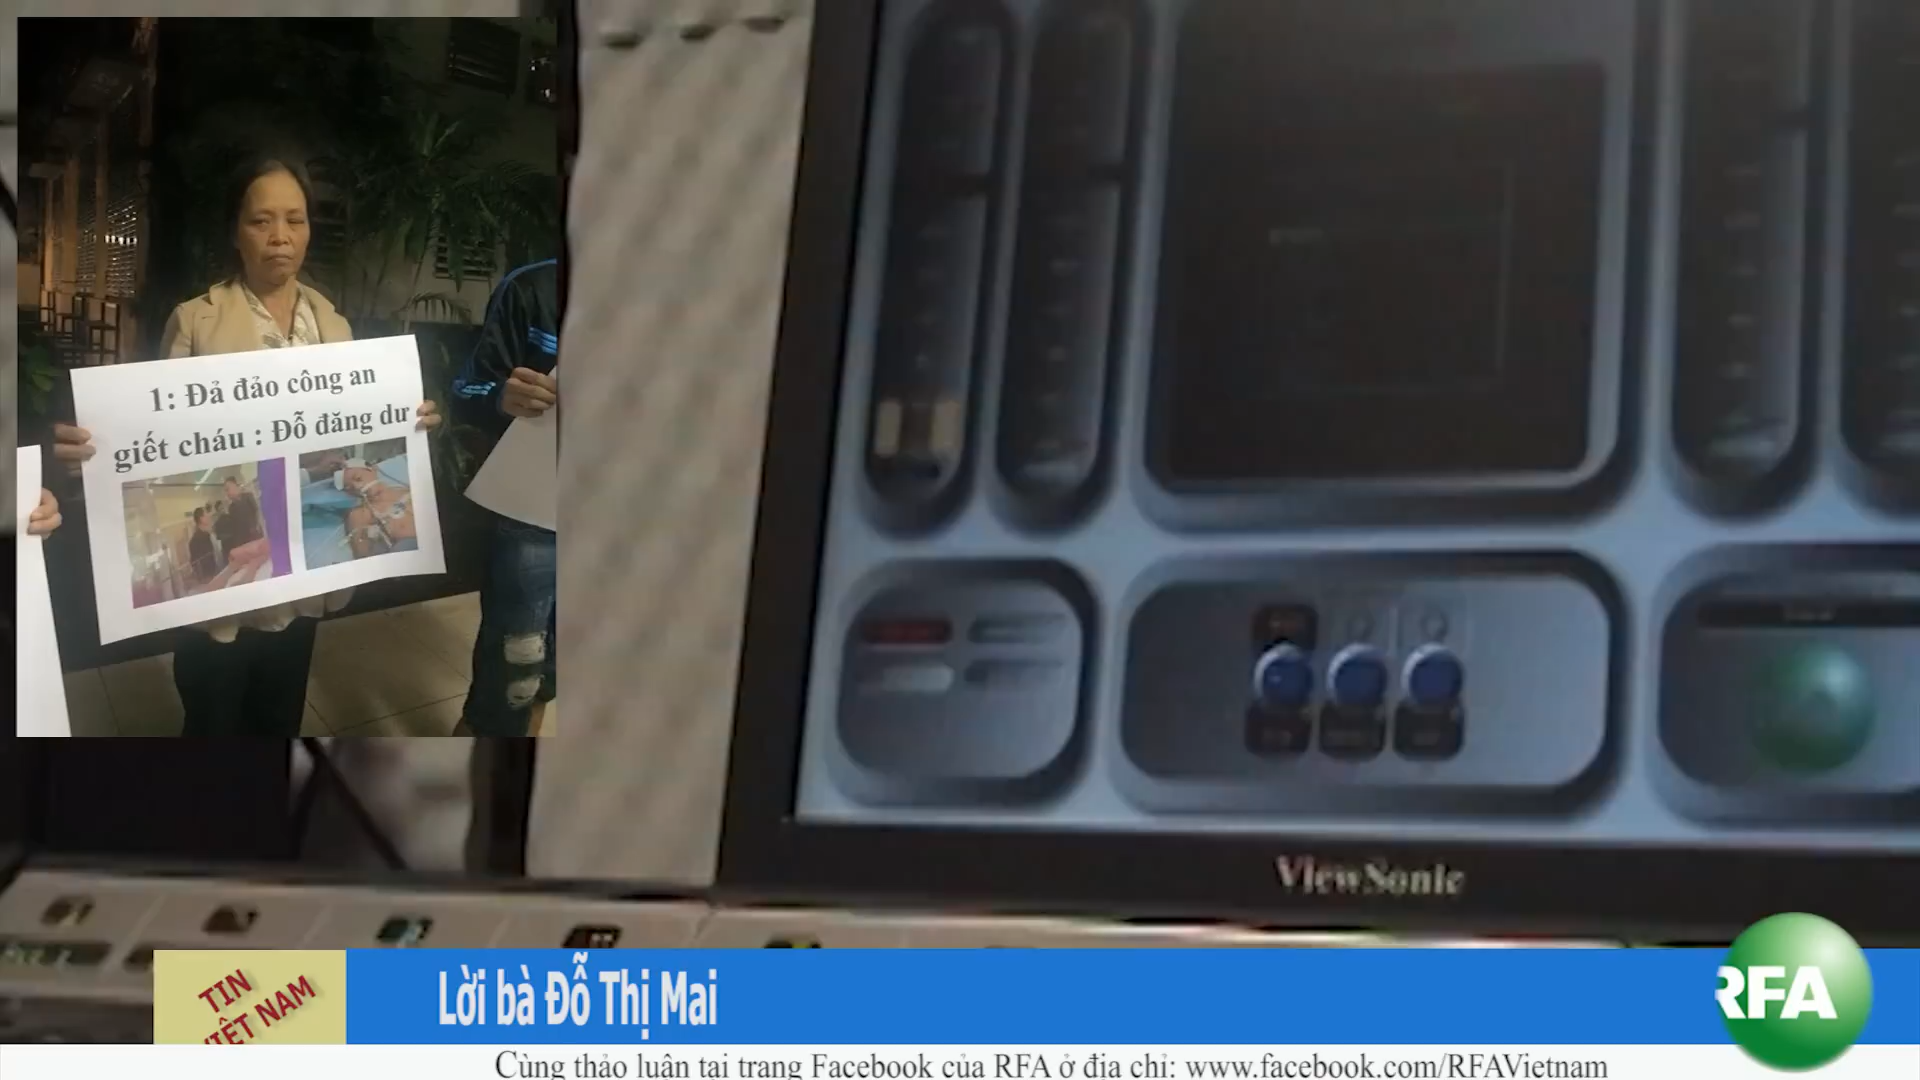 1: Đả đảo công an
giết cháu : Đỗ đăng dư
ViewSonic
TIN
VIỆT NAM
Lời bà Đỗ Thị Mai
RFA
Cùng thảo luận tại trang Facebook của RFA ở địa chỉ: www.facebook.com/RFAVietnam